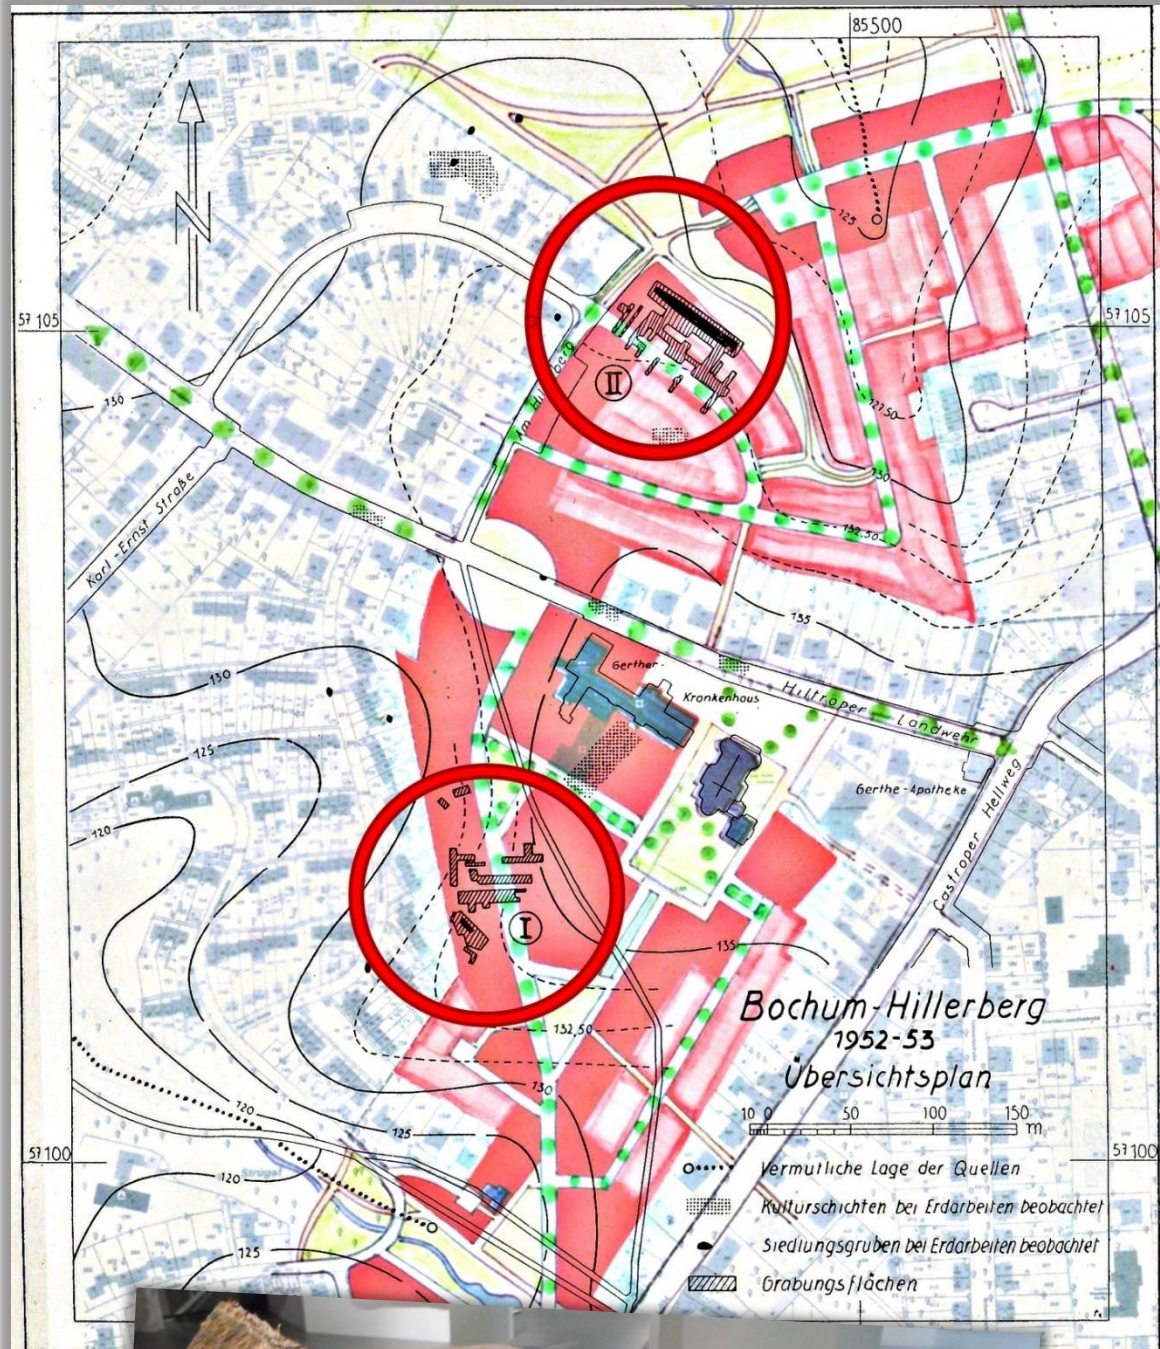 85500
125
57105
57105
130
Am Hillerberg
II
127,50
130
Karl-Ernst Straße
132,50
135
Gerther-
Krankenhaus
Hiltroper Landwehr
130
125
Gerthe-Apotheke
120
Castroper Hellweg
I
135
Bochum-Hillerberg
1952-53
Übersichtsplan
132,50
130
10 0 50 100 150 m
120
125
57100
57100
120
Vermutliche Lage der Quellen
Kulturschichten bei Erdarbeiten beobachtet
Siedlungsgruben bei Erdarbeiten beobachtet
125
Grabungsflächen